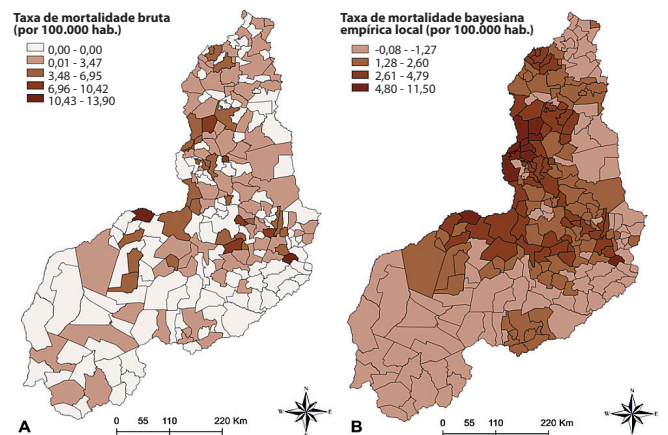 Taxa de mortalidade bruta
(por 100.000 hab.)
0,00 - 0,00
0,01 - 3,47
3,48 - 6,95
6,96 - 10,42
10,43 - 13,90
A
0 55 110 220 Km
N
W E
S
Taxa de mortalidade bayesiana
empírica local (por 100.000 hab.)
-0,08 - -1,27
1,28 - 2,60
2,61 - 4,79
4,80 - 11,50
B
0 55 110 220 Km
N
W E
S